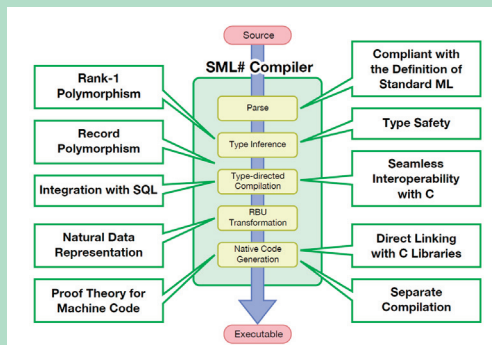 Source
SML# Compiler
Rank-1
Polymorphism
Record
Polymorphism
Integration with SQL
Natural Data
Representation
Proof Theory for
Machine Code
Parse
Type Inference
Type-directed
Compilation
RBU
Transformation
Native Code
Generation
Compliant with
the Definition of
Standard ML
Type Safety
Seamless
Interoperability
with C
Direct Linking
with C Libraries
Separate
Compilation
Executable